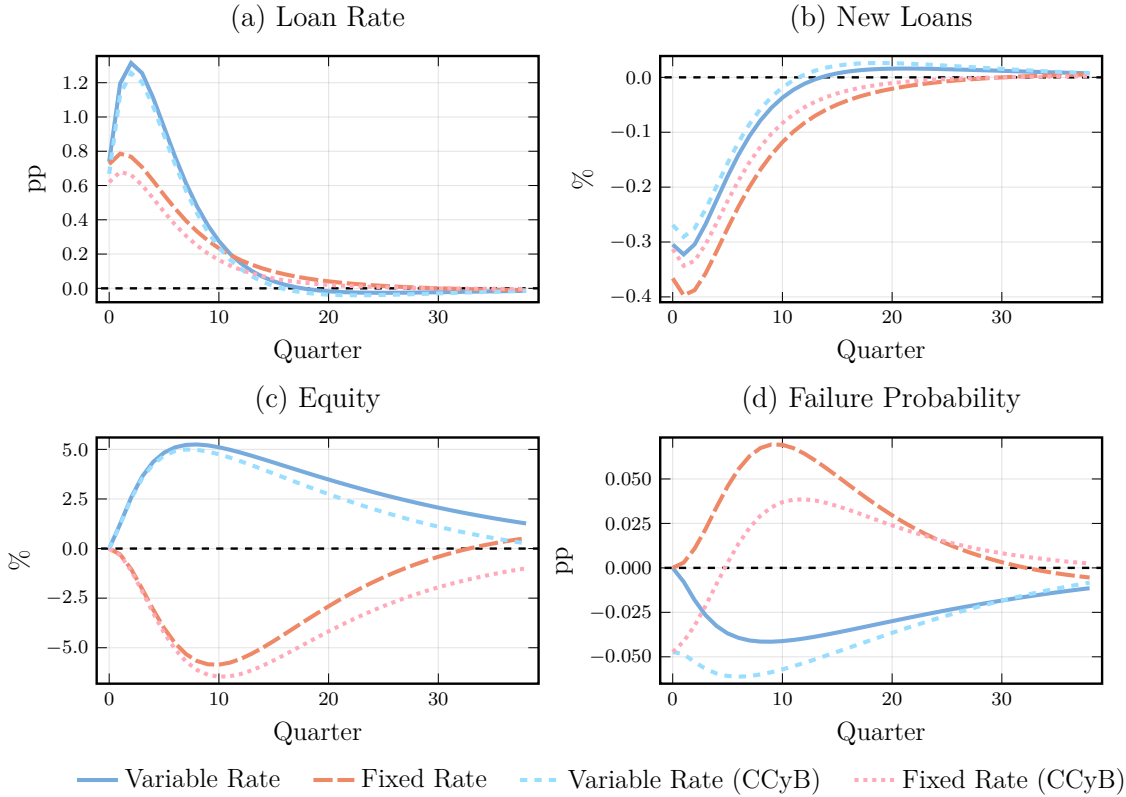 (a) Loan Rate
(b) New Loans
pp
1.2
1.0
0.8
0.6
0.4
0.2
0.0
0 10 20 30
Quarter
%
0.0
−0.1
−0.2
−0.3
−0.4
0 10 20 30
Quarter
(c) Equity
(d) Failure Probability
%
5.0
2.5
0.0
−2.5
−5.0
0 10 20 30
Quarter
pp
0.050
0.025
0.000
−0.025
−0.050
0 10 20 30
Quarter
Variable Rate Fixed Rate Variable Rate (CCyB) Fixed Rate (CCyB)